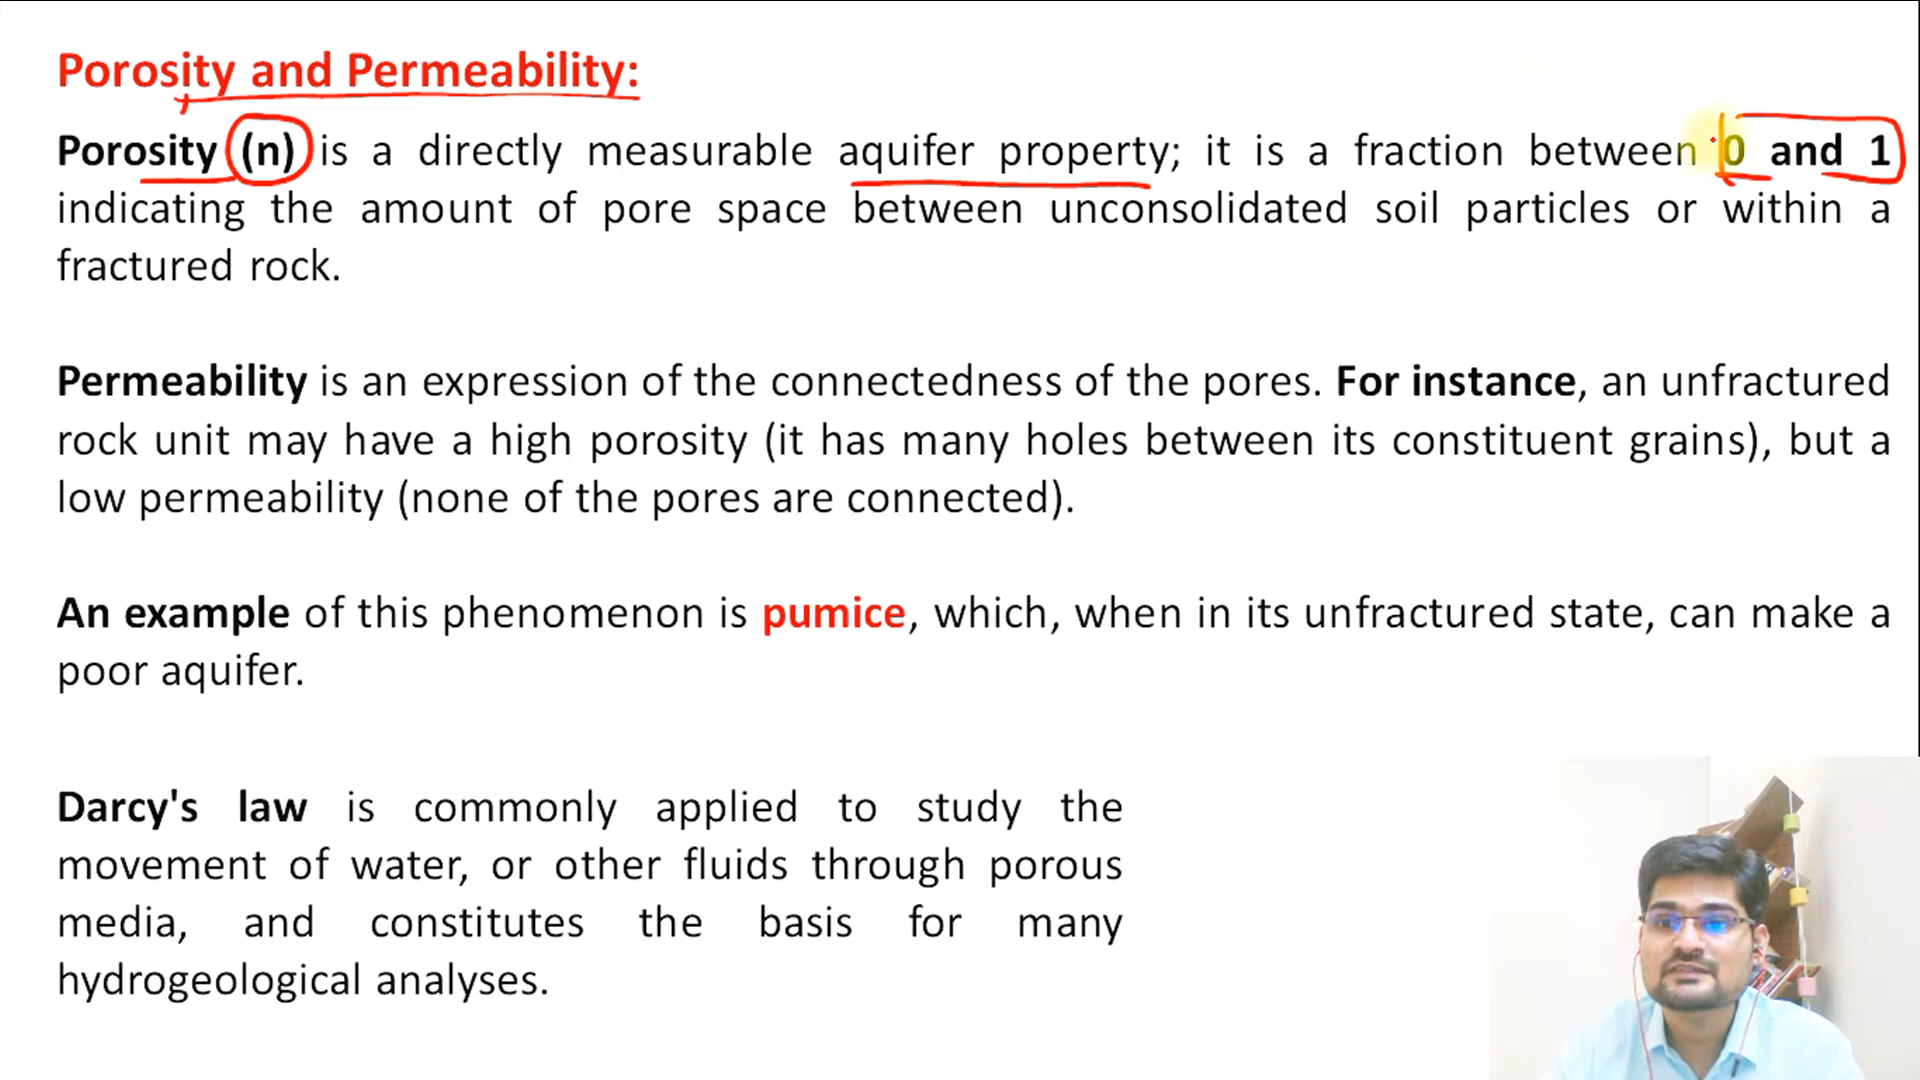 Porosity and Permeability:
Porosity (n) is a directly measurable aquifer property; it is a fraction between 0 and 1
indicating the amount of pore space between unconsolidated soil particles or within a
fractured rock.
Permeability is an expression of the connectedness of the pores. For instance, an unfractured
rock unit may have a high porosity (it has many holes between its constituent grains), but a
low permeability (none of the pores are connected).
An example of this phenomenon is pumice, which, when in its unfractured state, can make a
poor aquifer.
Darcy's law is commonly applied to study the
movement of water, or other fluids through porous
media, and constitutes the basis for many
hydrogeological analyses.